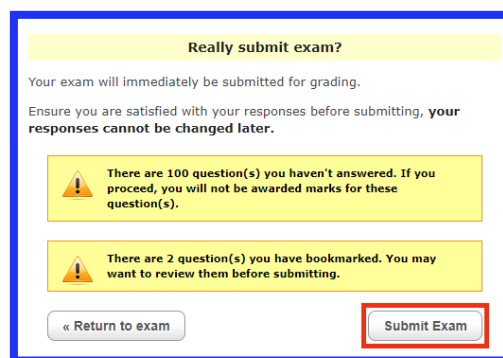 Really submit exam?
Your exam will immediately be submitted for grading.
Ensure you are satisfied with your responses before submitting, your
responses cannot be changed later.
There are 100 question(s) you haven't answered. If you
proceed, you will not be awarded marks for these
question(s).
There are 2 question(s) you have bookmarked. You may
want to review them before submitting.
« Return to exam
Submit Exam